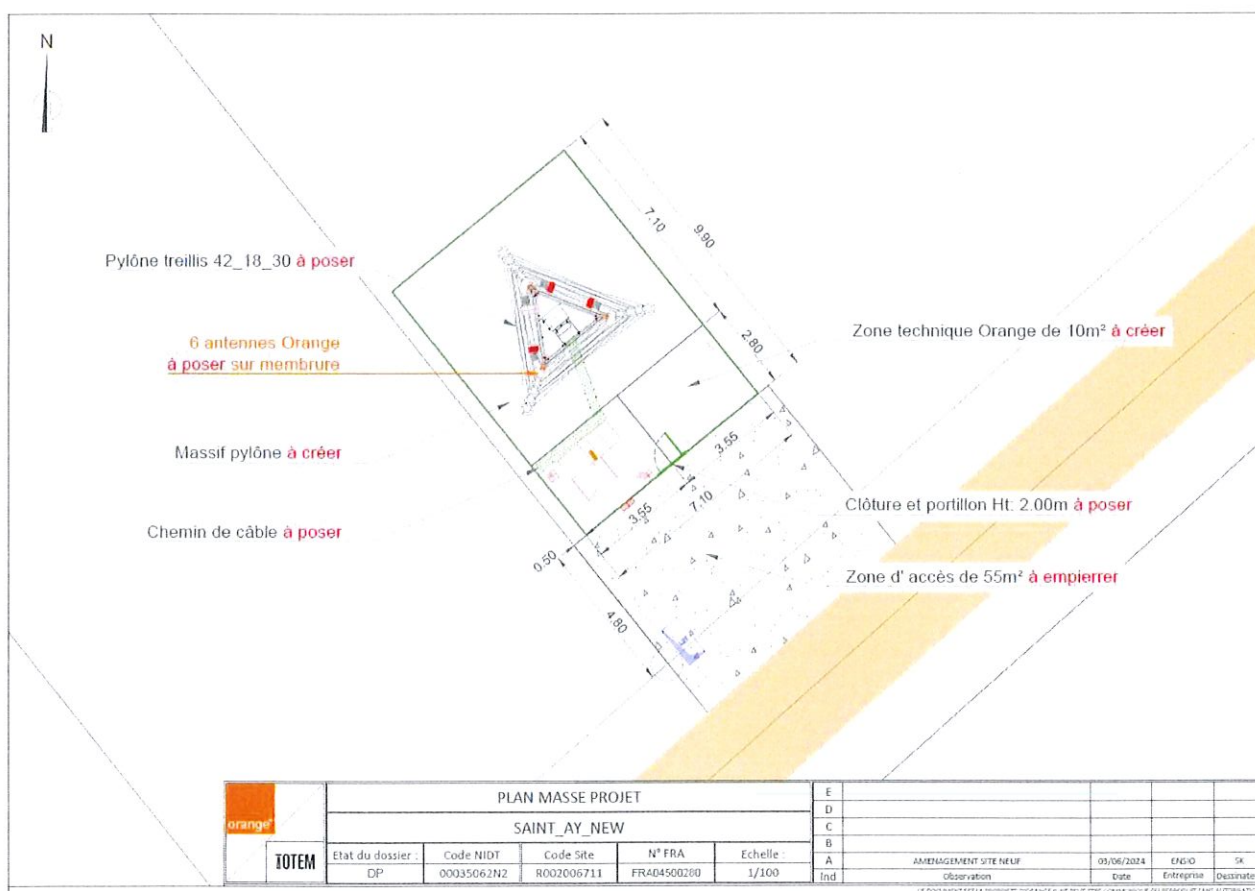 N
7.10
9.90
Pylône treillis 42_18_30 à poser
2.80
Zone technique Orange de 10m² à créer
6 antennes Orange
à poser sur membrure
3.55
Massif pylône à créer
3.55
7.10
Clôture et portillon Ht: 2.00m à poser
Chemin de câble à poser
0.50
Zone d' accès de 55m² à empierrer
4.80
orange
TOTEM
PLAN MASSE PROJET
SAINT_AY_NEW
Etat du dossier : Code NIDT Code Site N° FRA Echelle :
DP 00035062N2 R002006711 FRA04500280 1/100
E
D
C
B
A AMENAGEMENT SITE NEUF 03/06/2024 ENSIO SK
Ind Observation Date Entreprise Dessinate